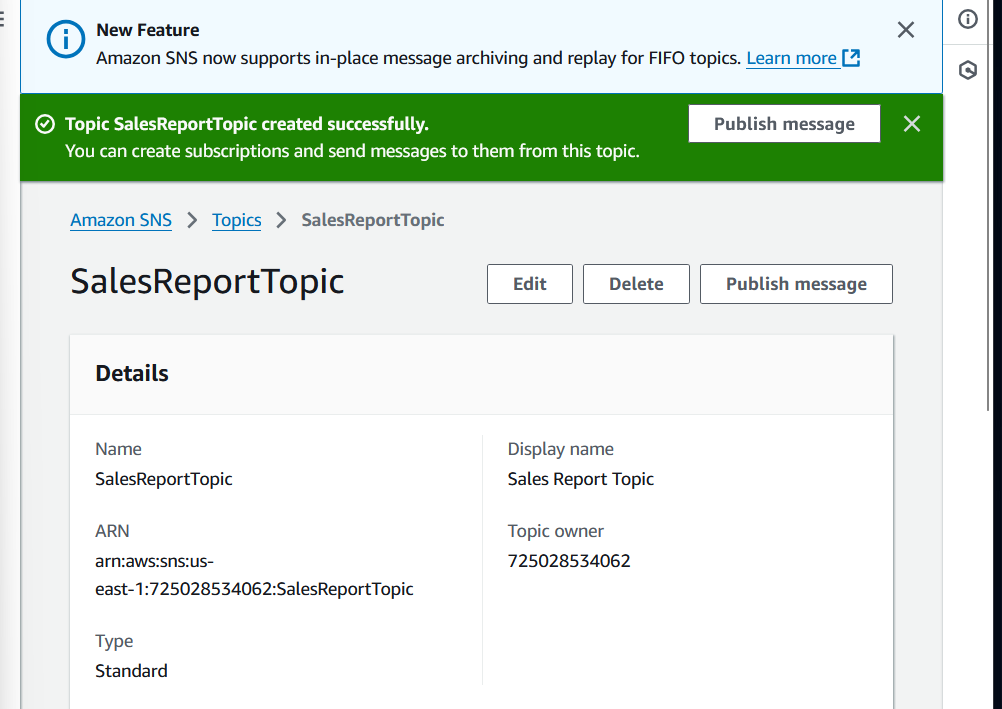 New Feature
Amazon SNS now supports in-place message archiving and replay for FIFO topics. Learn more
Topic SalesReportTopic created successfully.
You can create subscriptions and send messages to them from this topic.
Publish message
Amazon SNS > Topics > SalesReportTopic
SalesReportTopic
Edit
Delete
Publish message
Details
Name
SalesReportTopic
ARN
arn:aws:sns:us-
east-1:725028534062:SalesReportTopic
Type
Standard
Display name
Sales Report Topic
Topic owner
725028534062